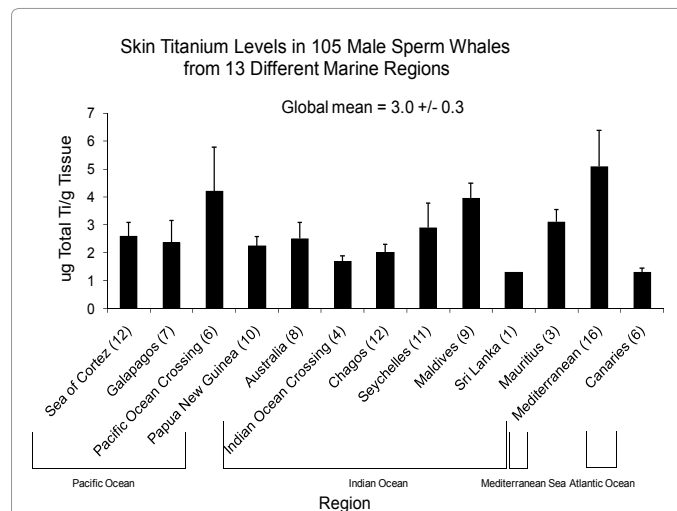 Skin Titanium Levels in 105 Male Sperm Whales
from 13 Different Marine Regions
Global mean = 3.0 +/- 0.3
ug Total Ti/g Tissue
7
6
5
4
3
2
1
0
Sea of Cortez (12)
Galapagos (7)
Pacific Ocean Crossing (6)
Papua New Guinea (10)
Australia (8)
Indian Ocean Crossing (4)
Chagos (12)
Seychelles (11)
Maldives (9)
Sri Lanka (1)
Mauritius (3)
Mediterranean (16)
Canaries (6)
Pacific Ocean
Indian Ocean
Mediterranean Sea
Atlantic Ocean
Region